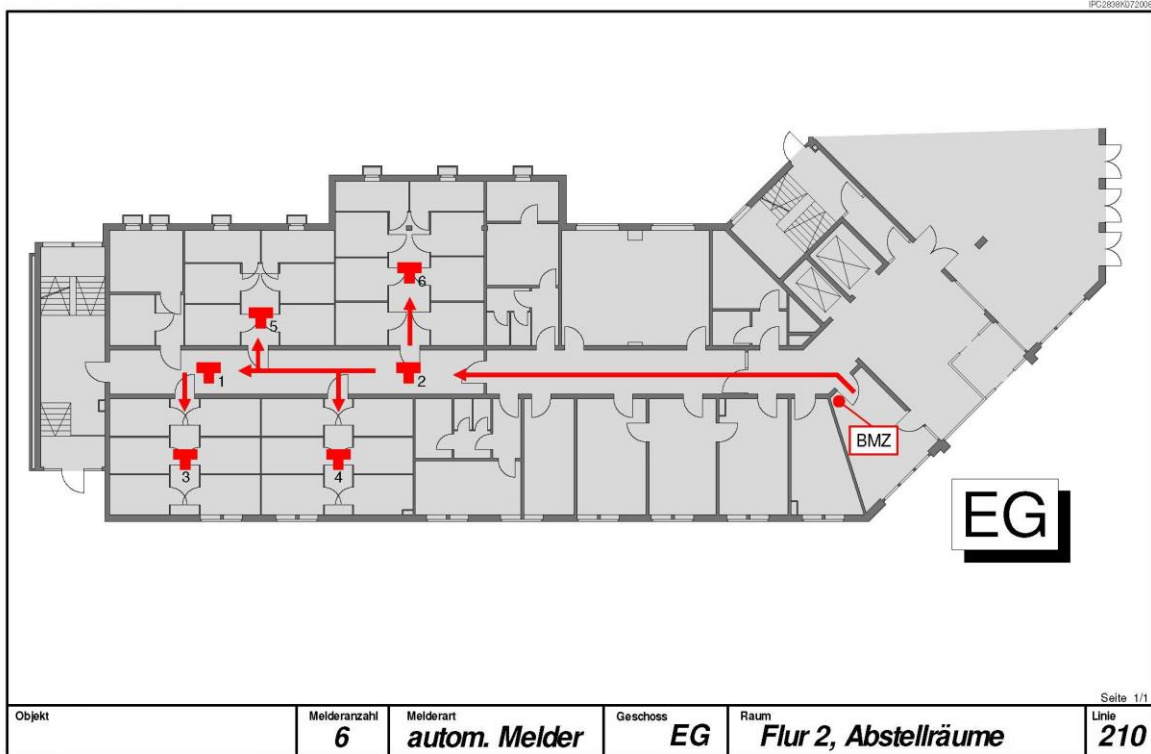 IPC2838K072008
6
5
1
2
BMZ
3
4
EG
Seite 1/1
Objekt
Melderanzahl
6
Melderart
autom. Melder
Geschoss
EG
Raum
Flur 2, Abstellräume
Linie
210